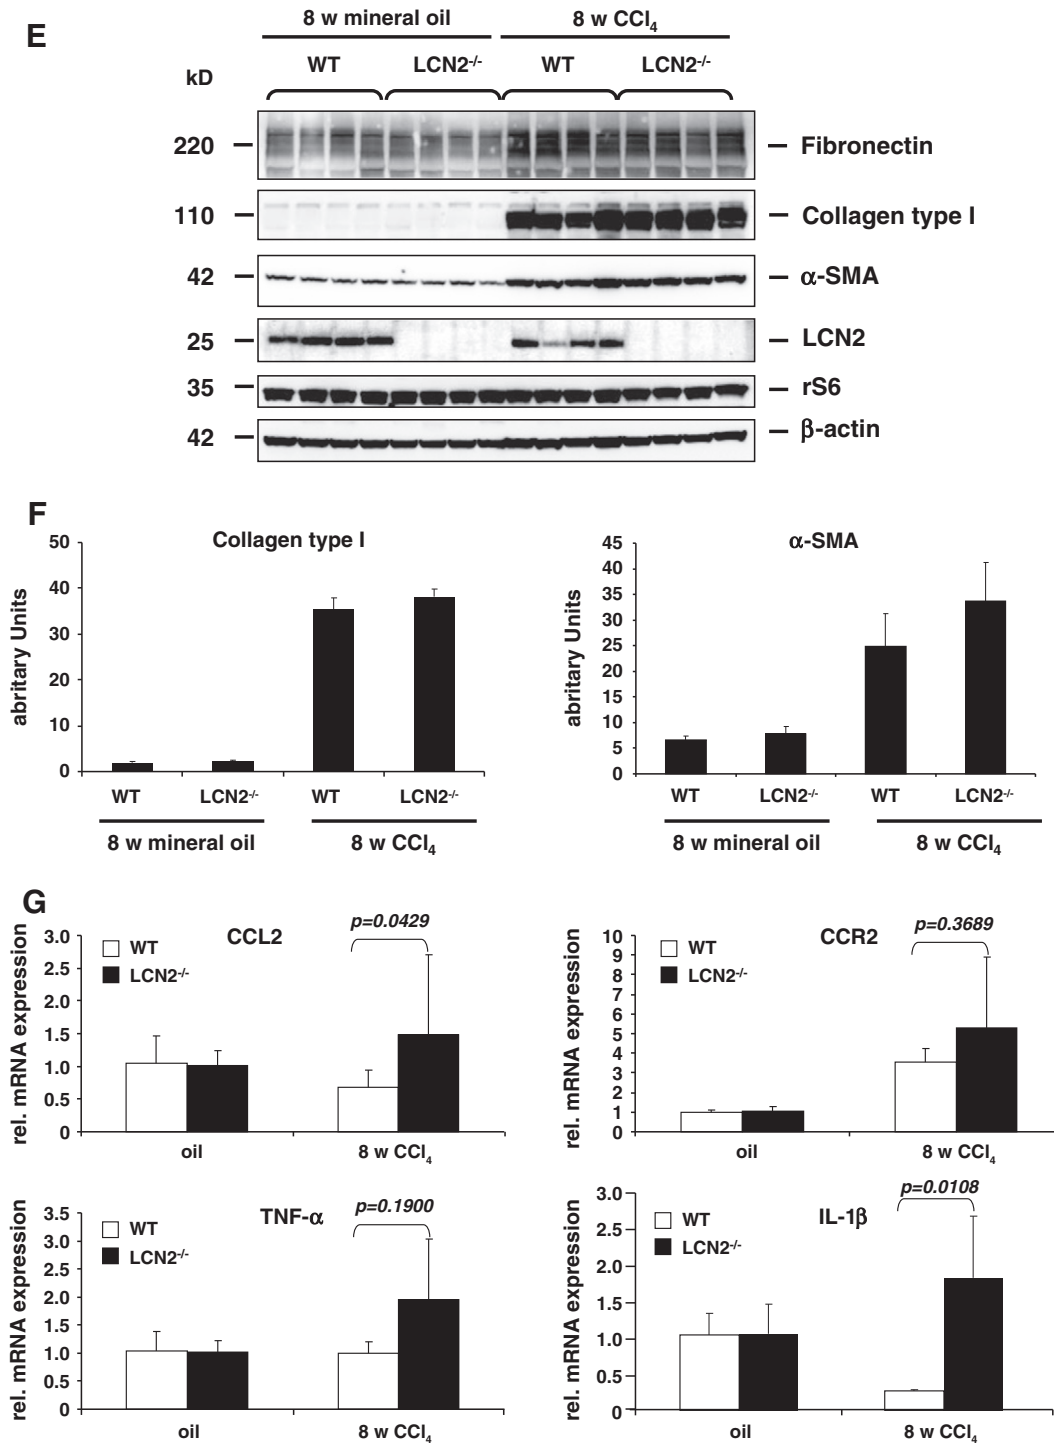 E
8 w mineral oil 8 w CCl4
WT LCN2-/- WT LCN2-/-
kD
220 Fibronectin
110 Collagen type I
42 α-SMA
25 LCN2
35 rS6
42 β-actin
F
Collagen type I
abritary Units
50
40
30
20
10
0
WT LCN2-/- WT LCN2-/-
8 w mineral oil 8 w CCl4
α-SMA
abritary Units
45
40
35
30
25
20
15
10
5
0
WT LCN2-/- WT LCN2-/-
8 w mineral oil 8 w CCl4
G
CCL2
p=0.0429
WT
LCN2-/-
rel. mRNA expression
3.0
2.5
2.0
1.5
1.0
0.5
0
oil 8 w CCl4
CCR2
p=0.3689
WT
LCN2-/-
rel. mRNA expression
10
9
8
7
6
5
4
3
2
1
0
oil 8 w CCl4
TNF-α
p=0.1900
WT
LCN2-/-
rel. mRNA expression
3.5
3.0
2.5
2.0
1.5
1.0
0.5
0
oil 8 w CCl4
IL-1β
p=0.0108
WT
LCN2-/-
rel. mRNA expression
3.0
2.5
2.0
1.5
1.0
0.5
0
oil 8 w CCl4